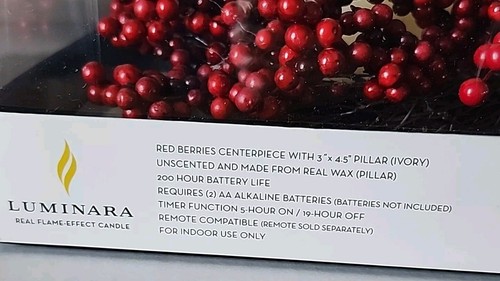 RED BERRIES CENTERPIECE WITH 3"x 4.5" PILLAR (IVORY)
UNSCENTED AND MADE FROM REAL WAX (PILLAR)
200 HOUR BATTERY LIFE
REQUIRES (2) AA ALKALINE BATTERIES (BATTERIES NOT INCLUDED)
TIMER FUNCTION 5-HOUR ON / 19-HOUR OFF
REMOTE COMPATIBLE (REMOTE SOLD SEPARATELY)
FOR INDOOR USE ONLY
LUMINARA
REAL FLAME-EFFECT CANDLE